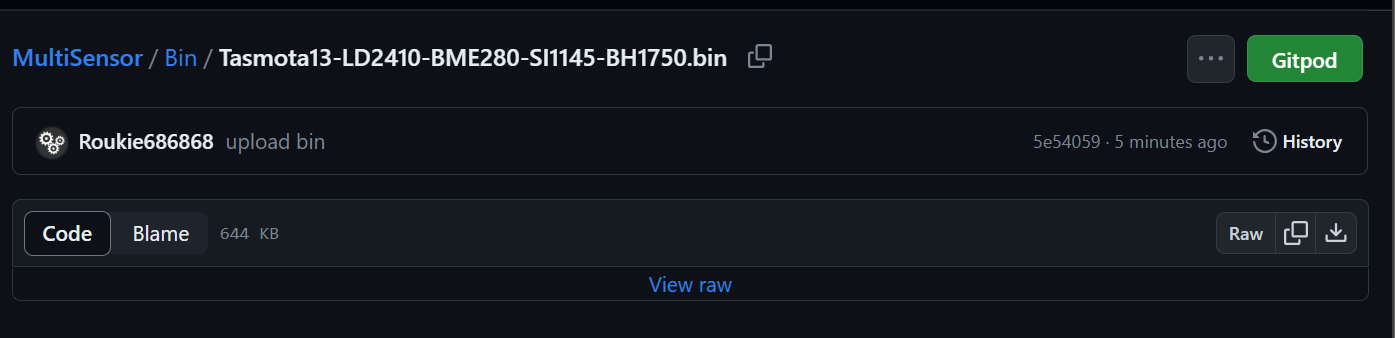 MultiSensor / Bin / Tasmota13-LD2410-BME280-SI1145-BH1750.bin ... Gitpod
Roukie686868 upload bin 5e54059 · 5 minutes ago History
Code Blame 644 KB Raw
View raw